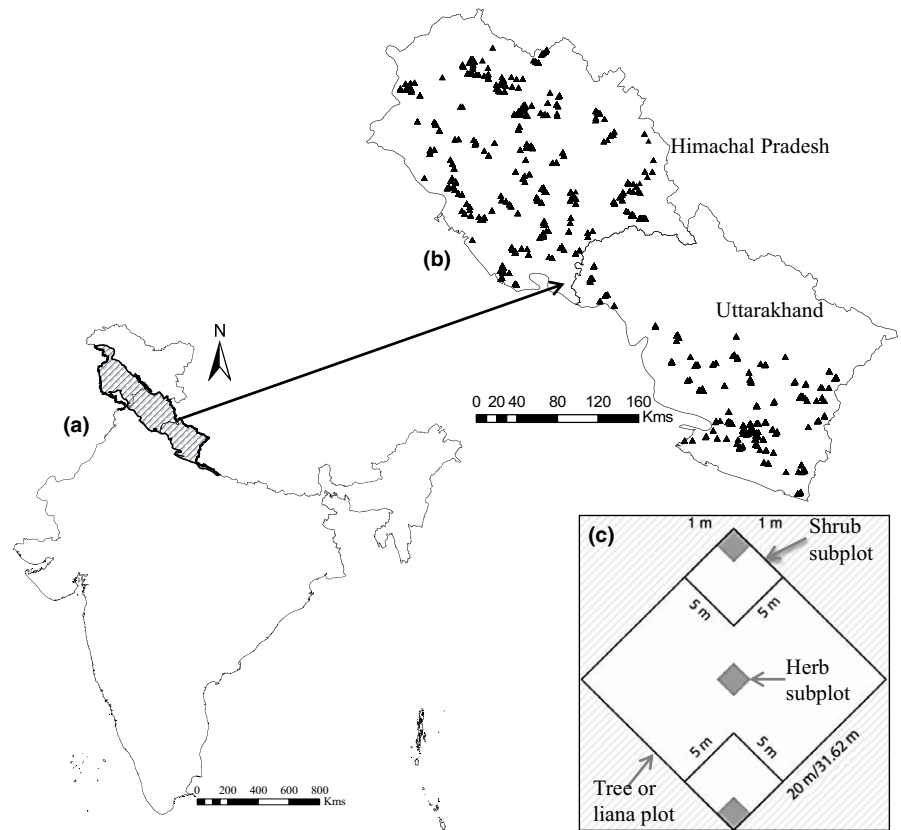 Himachal Pradesh
(b)
Uttarakhand
N
(a)
0 20 40 80 120 160
Kms
(c)
1 m 1 m
Shrub
subplot
5 m 5 m
Herb
subplot
5 m 5 m
20 m/31.62 m
Tree or
liana plot
0 200 400 600 800
Kms